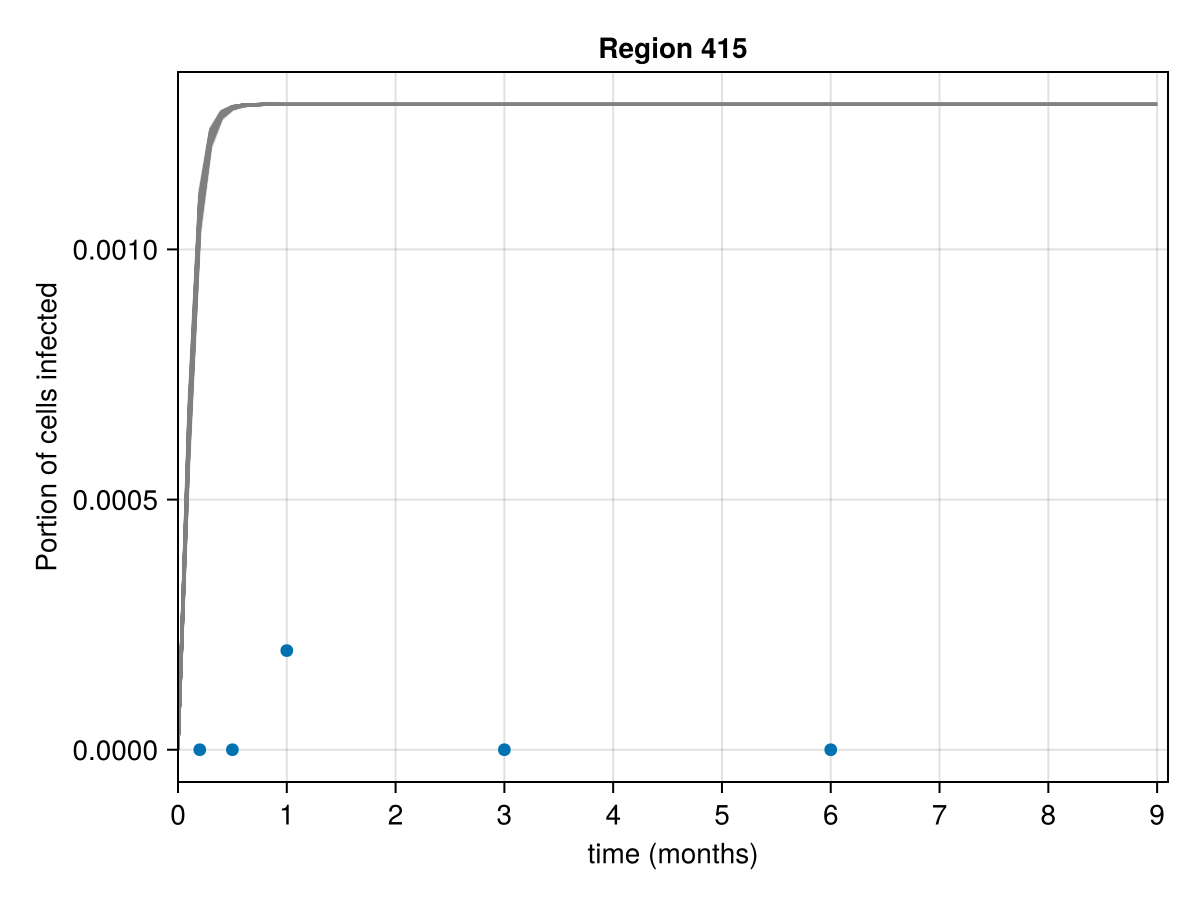 Region 415
Portion of cells infected
0.0010
0.0005
0.0000
0 1 2 3 4 5 6 7 8 9
time (months)